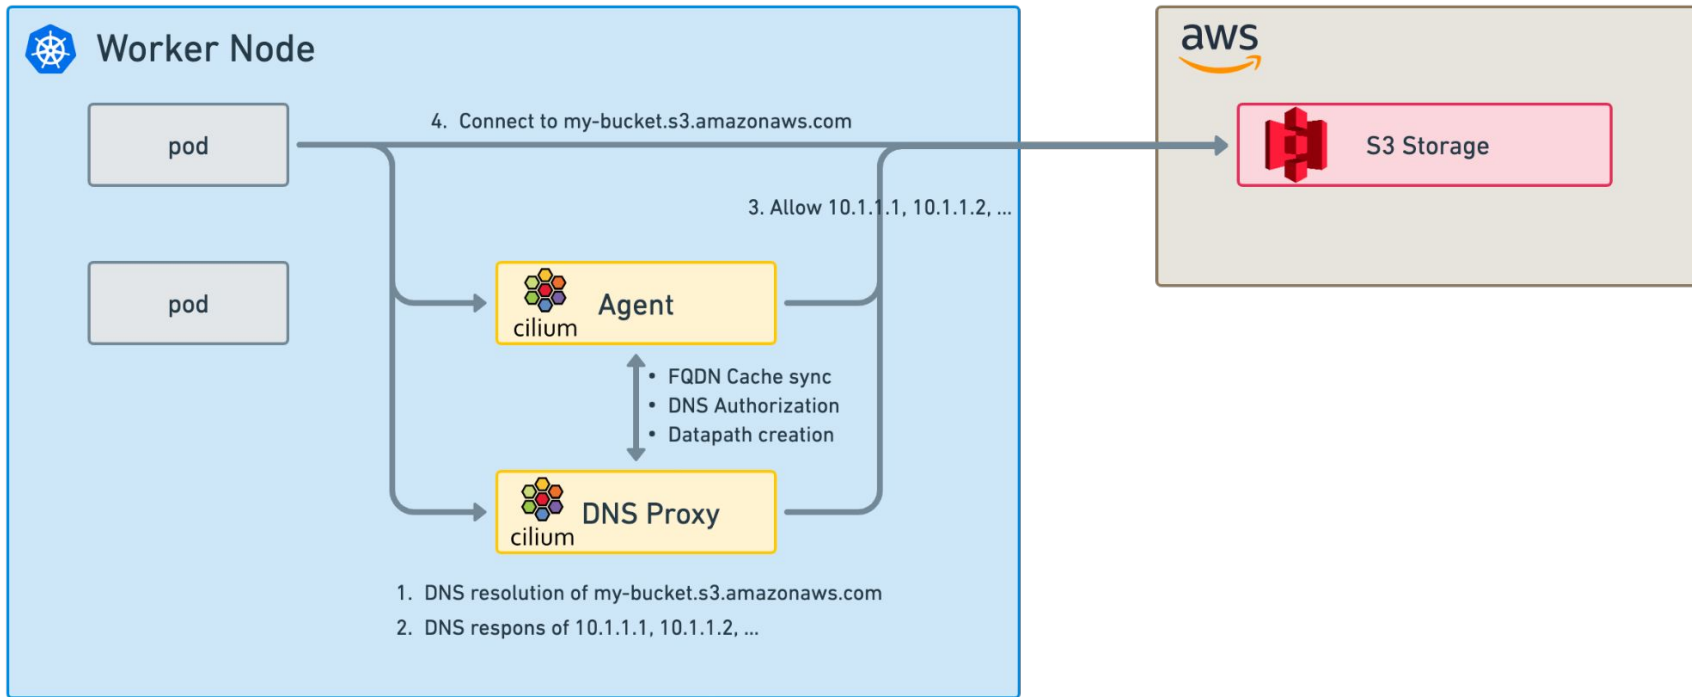 Worker Node
aws
pod
4. Connect to my-bucket.s3.amazonaws.com
S3 Storage
3. Allow 10.1.1.1, 10.1.1.2, ...
pod
cilium
Agent
• FQDN Cache sync
• DNS Authorization
• Datapath creation
cilium
DNS Proxy
1. DNS resolution of my-bucket.s3.amazonaws.com
2. DNS respons of 10.1.1.1, 10.1.1.2, ...